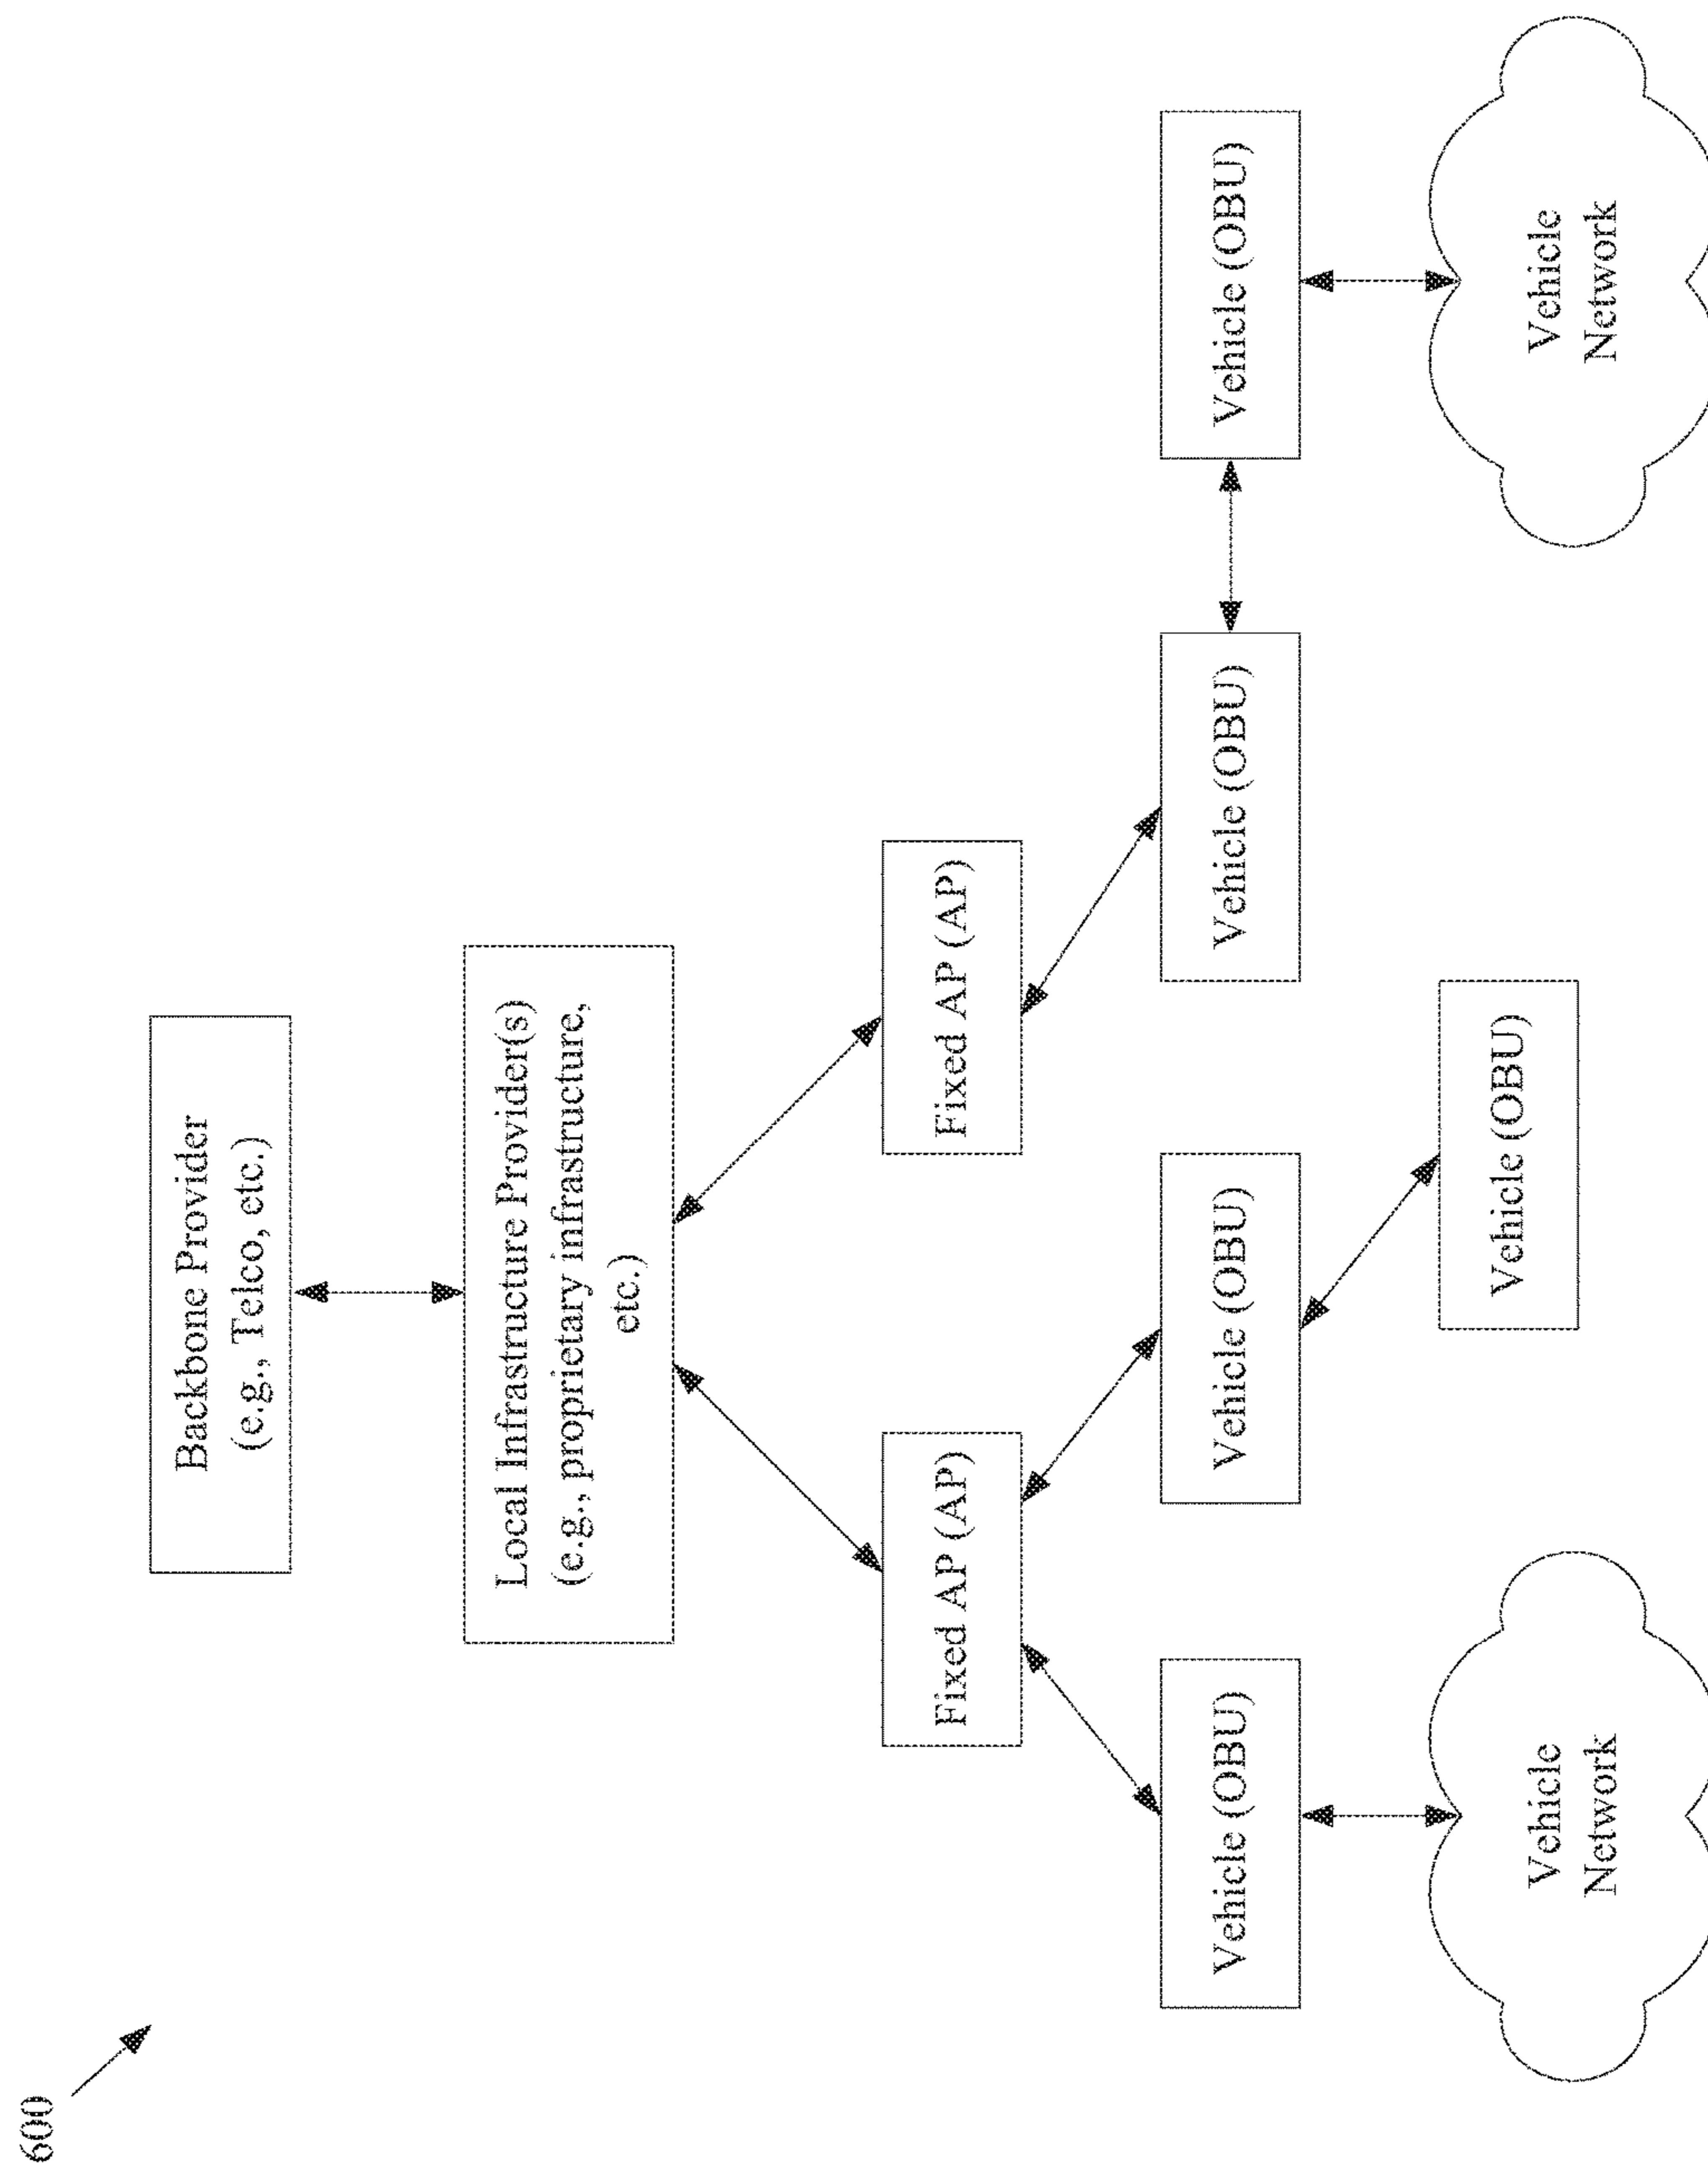 600
Backbone Provider
(e.g., Telco, etc.)
Local Infrastructure Provider(s)
(e.g., proprietary infrastructure,
etc.)
Fixed AP (AP)
Fixed AP (AP)
Vehicle (OBU)
Vehicle (OBU)
Vehicle (OBU)
Vehicle (OBU)
Vehicle (OBU)
Vehicle
Network
Vehicle
Network